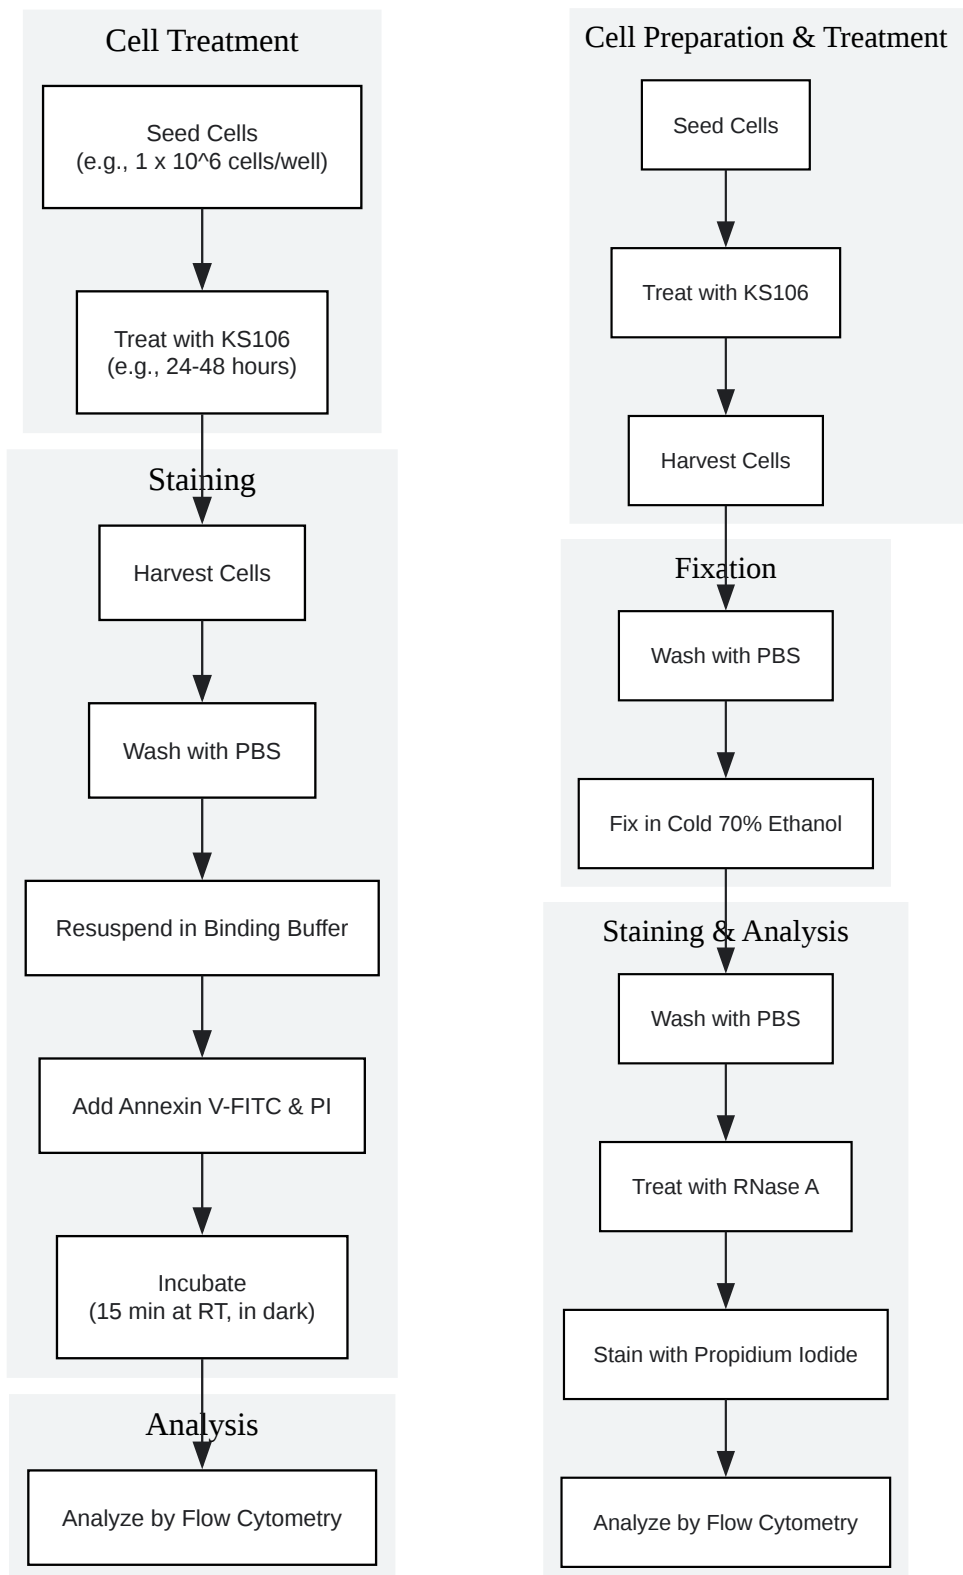 Cell Treatment
Seed Cells
(e.g., 1 x 10^6 cells/well)
Treat with KS106
(e.g., 24-48 hours)
Staining
Harvest Cells
Wash with PBS
Resuspend in Binding Buffer
Add Annexin V-FITC & PI
Incubate
(15 min at RT, in dark)
Analysis
Analyze by Flow Cytometry
Cell Preparation & Treatment
Seed Cells
Treat with KS106
Harvest Cells
Fixation
Wash with PBS
Fix in Cold 70% Ethanol
Staining & Analysis
Wash with PBS
Treat with RNase A
Stain with Propidium Iodide
Analyze by Flow Cytometry